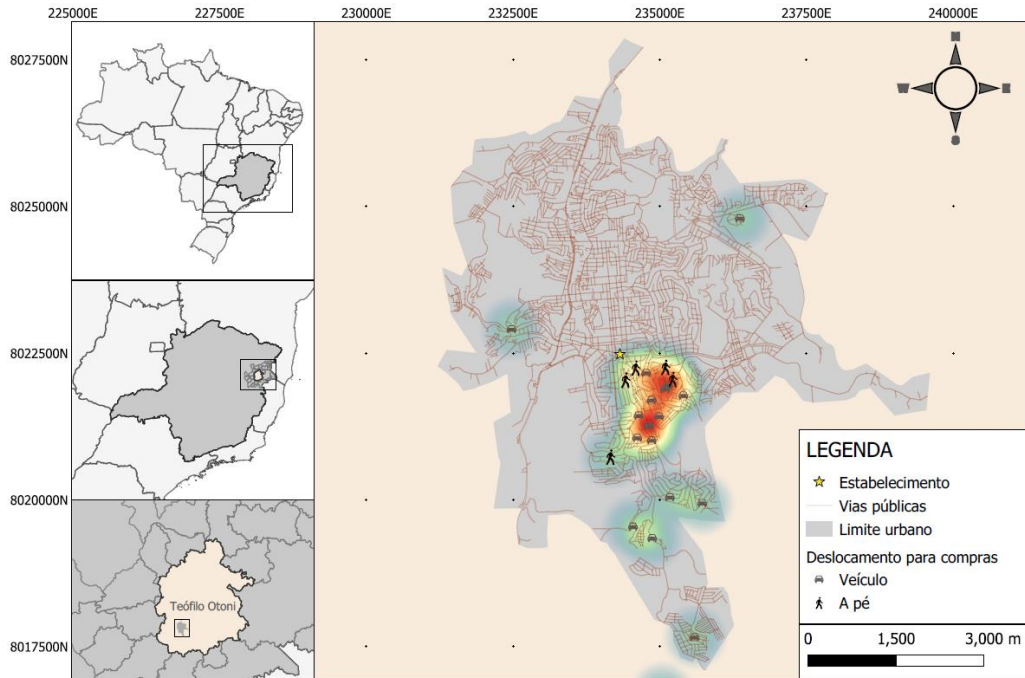 225000E 227500E 230000E 232500E 235000E 237500E 240000E
8027500N
8025000N
8022500N
8020000N
8017500N
N
W E
S
Teófilo Otoni
LEGENDA
Estabelecimento
Vias públicas
Limite urbano
Deslocamento para compras
Veículo
A pé
0 1,500 3,000 m